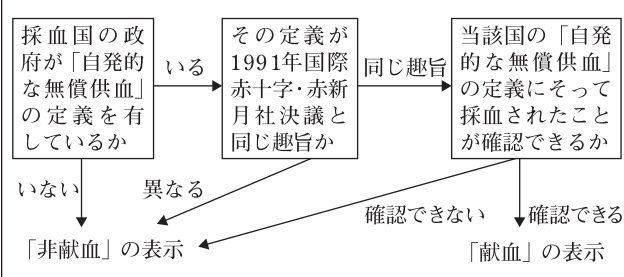 採血国の政
府が「自発的
な無償供血」
の定義を有
しているか
いる
その定義が
1991年国際
赤十字・赤新
月社決議と
同じ趣旨か
同じ趣旨
当該国の「自発
的な無償供血」
の定義にそって
採血されたこと
が確認できるか
いない
異なる
確認できない
確認できる
「非献血」の表示
「献血」の表示